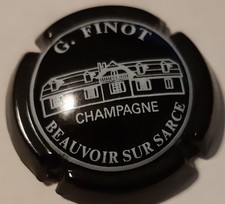 G. FINOT
CHAMPAGNE
BEAUVOIR SUR SARCE